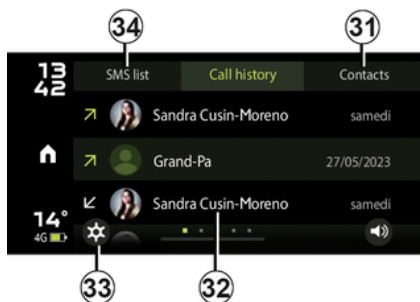 34
31
13
42
SMS list
Call history
Contacts
Sandra Cusin-Moreno
samedi
Grand-Pa
27/05/2023
Sandra Cusin-Moreno
samedi
14°
4G
33
32